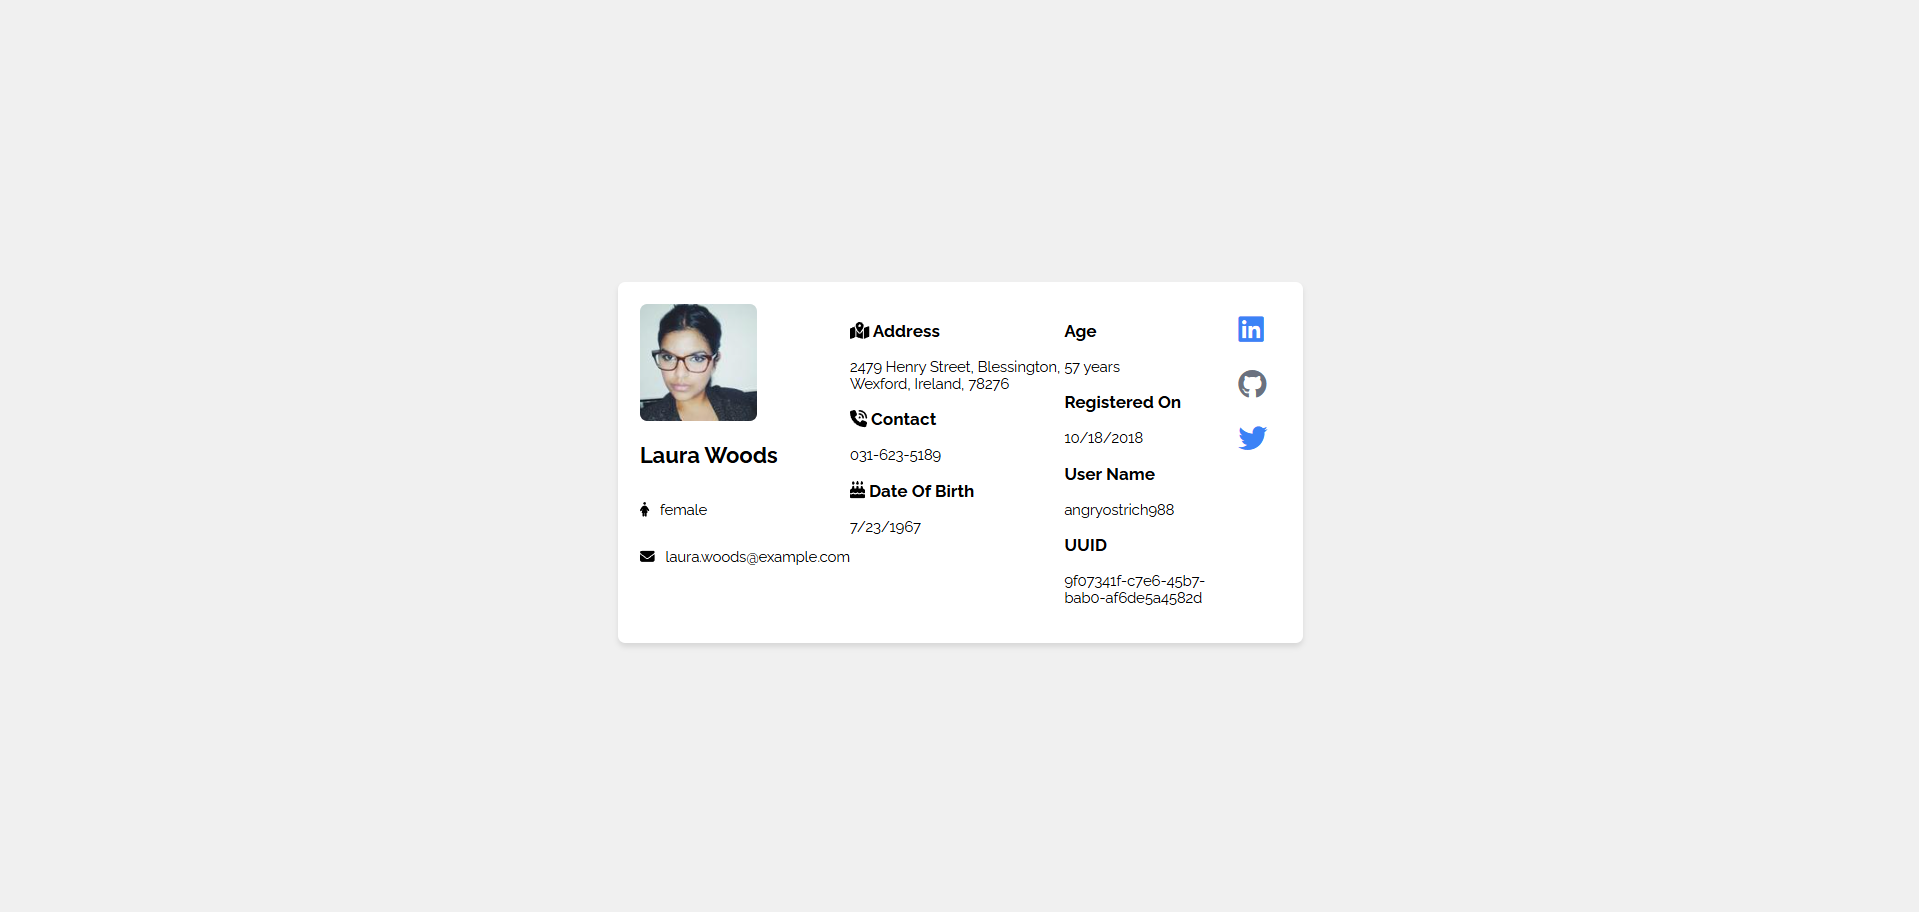 Laura Woods
female
laura.woods@example.com
Address
2479 Henry Street, Blessington,
Wexford, Ireland, 78276
Contact
031-623-5189
Date Of Birth
7/23/1967
Age
57 years
Registered On
10/18/2018
User Name
angryostrich988
UUID
9f07341f-c7e6-45b7-
bab0-af6de5a4582d
in